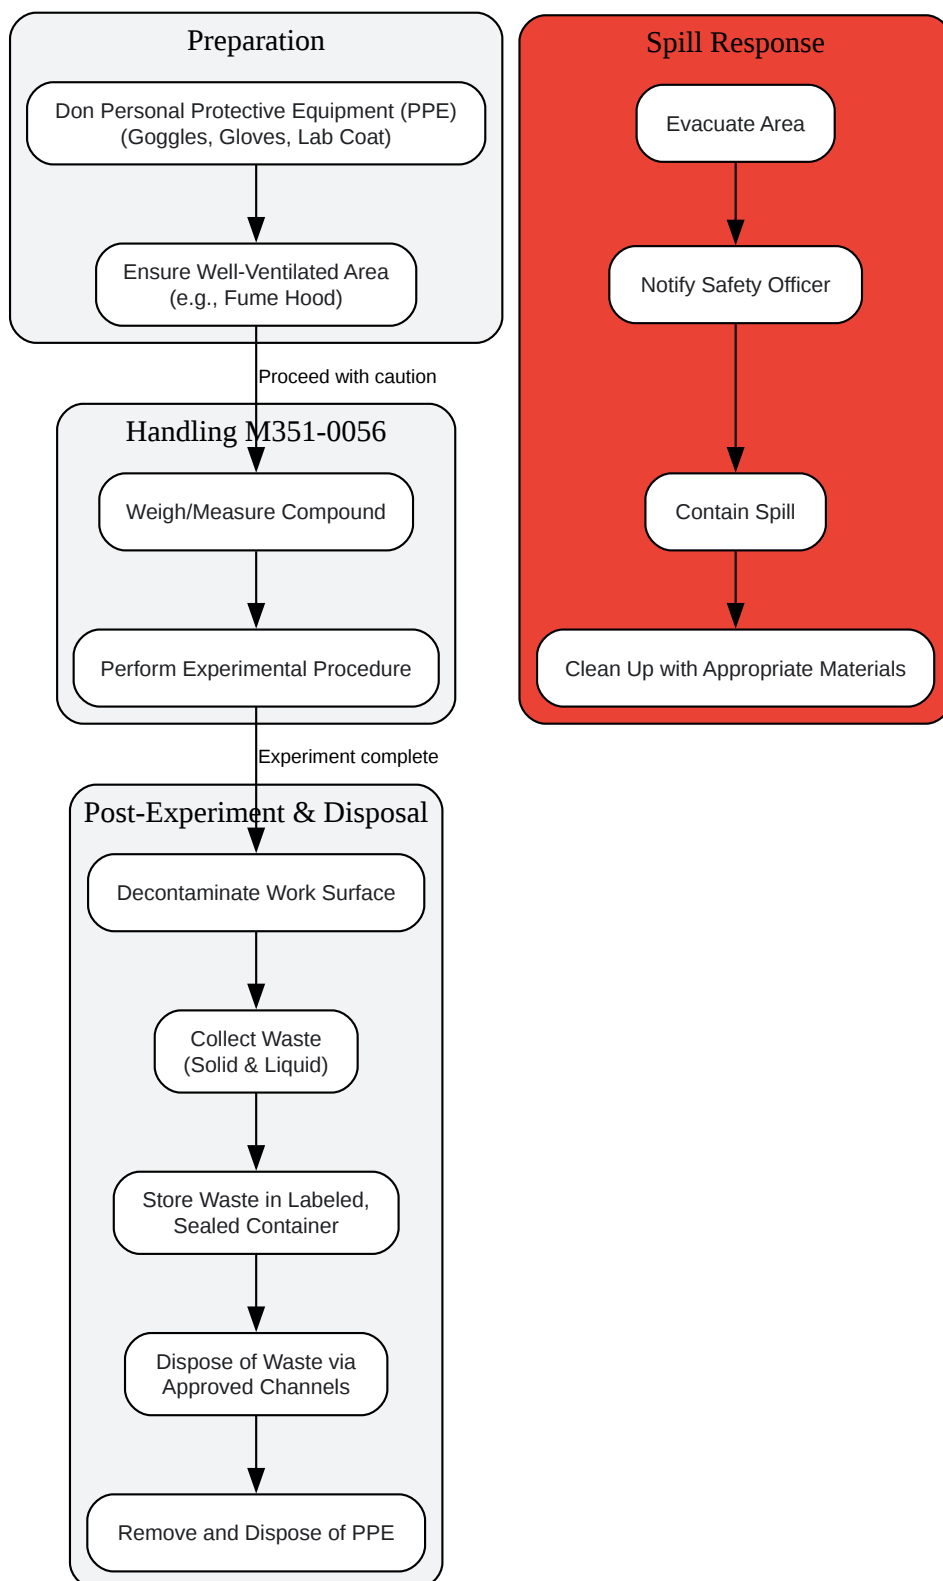 Preparation
Don Personal Protective Equipment (PPE)
(Goggles, Gloves, Lab Coat)
Ensure Well-Ventilated Area
(e.g., Fume Hood)
Proceed with caution
Handling M351-0056
Weigh/Measure Compound
Perform Experimental Procedure
Experiment complete
Post-Experiment & Disposal
Decontaminate Work Surface
Collect Waste
(Solid & Liquid)
Store Waste in Labeled,
Sealed Container
Dispose of Waste via
Approved Channels
Remove and Dispose of PPE
Spill Response
Evacuate Area
Notify Safety Officer
Contain Spill
Clean Up with Appropriate Materials